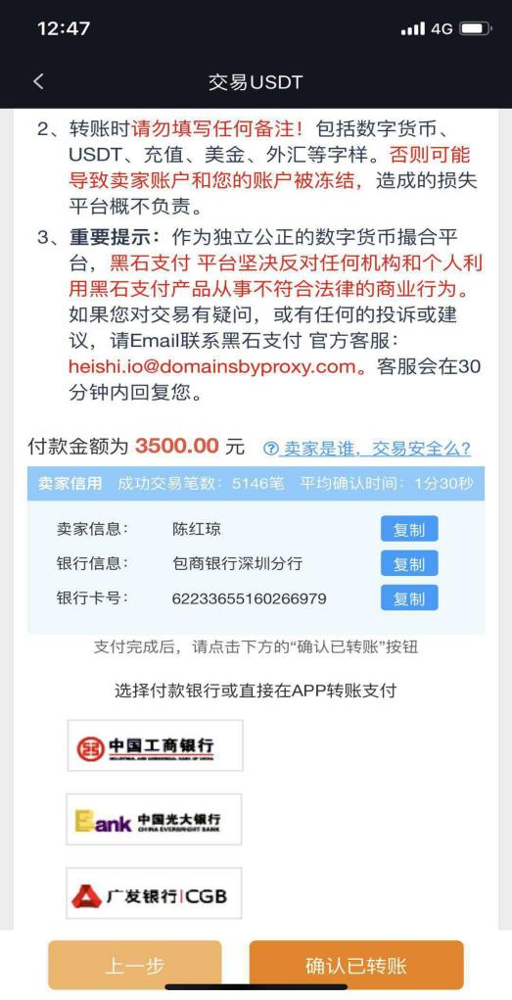 12:47
4G
交易USDT
2、转账时请勿填写任何备注！包括数字货币、
USDT、充值、美金、外汇等字样。否则可能
导致卖家账户和您的账户被冻结，造成的损失
平台概不负责。
3、重要提示：作为独立公正的数字货币撮合平
台，黑石支付 平台坚决反对任何机构和个人利
用黑石支付产品从事不符合法律的商业行为。
如果您对交易有疑问，或有任何的投诉或建
议，请Email联系黑石支付 官方客服：
heishi.io@domainsbyproxy.com。客服会在30
分钟内回复您。
付款金额为 3500.00 元 ? 卖家是谁，交易安全么?
卖家信用 成功交易笔数：5146笔 平均确认时间：1分30秒
卖家信息： 陈红琼 复制
银行信息： 包商银行深圳分行 复制
银行卡号： 62233655160266979 复制
支付完成后，请点击下方的“确认已转账”按钮
选择付款银行或直接在APP转账支付
中国工商银行
INDUSTRIAL AND COMMERCIAL BANK OF CHINA
Bank 中国光大银行
CHINA EVERBRIGHT BANK
广发银行|CGB
上一步 确认已转账